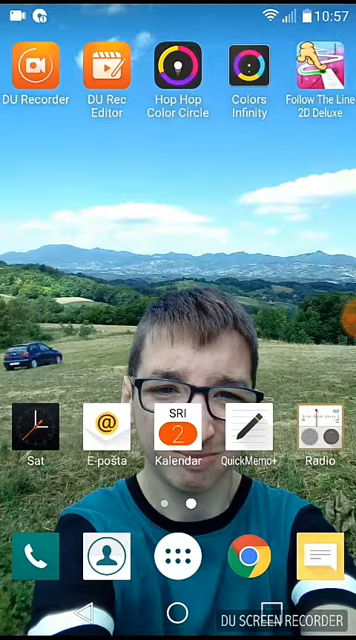 10:57
DU Recorder
DU Rec
Editor
Hop Hop
Color Circle
Colors
Infinity
Follow The Line
2D Deluxe
SRI
2
Sat
E-pošta
Kalendar
QuickMemo+
Radio
DU SCREEN RECORDER